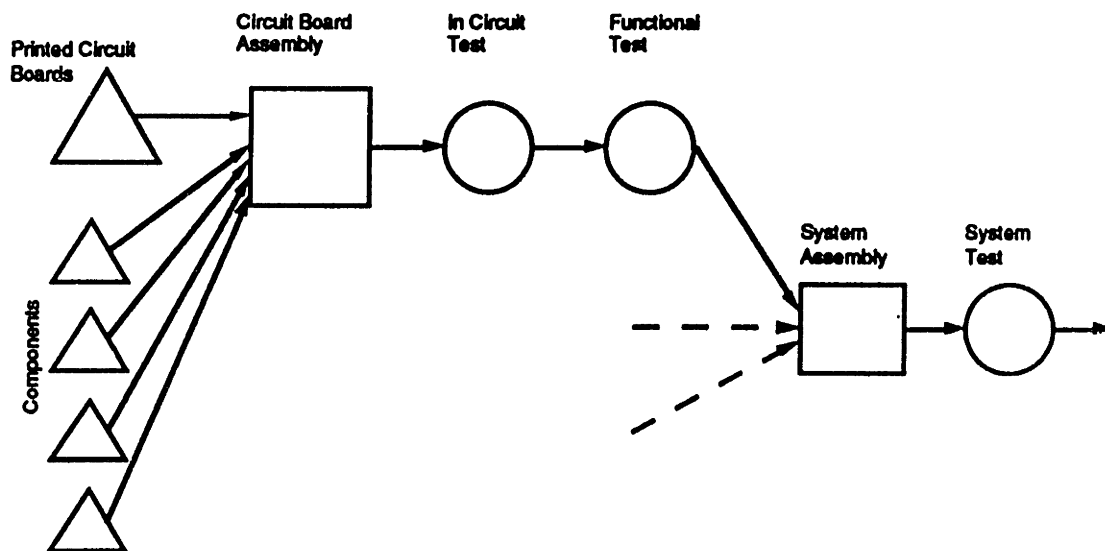 Printed Circuit
Boards
Circuit Board
Assembly
In Circuit
Test
Functional
Test
Components
System
Assembly
System
Test